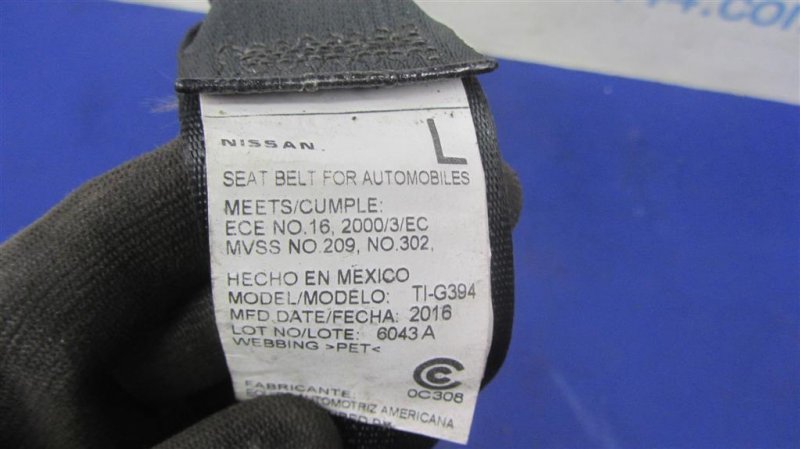 NISSAN.
L
SEAT BELT FOR AUTOMOBILES
MEETS/CUMPLE:
ECE NO.16, 2000/3/EC
MVSS NO.209, NO.302,
HECHO EN MÉXICO
MODEL/MODELO: TI-G394
MFD.DATE/FECHA: 2016
LOT NO/LOTE: 6043 A
WEBBING >PET<
CCC
0C308
FABRICANTE:
AUTOMOTRIZ AMERICANA